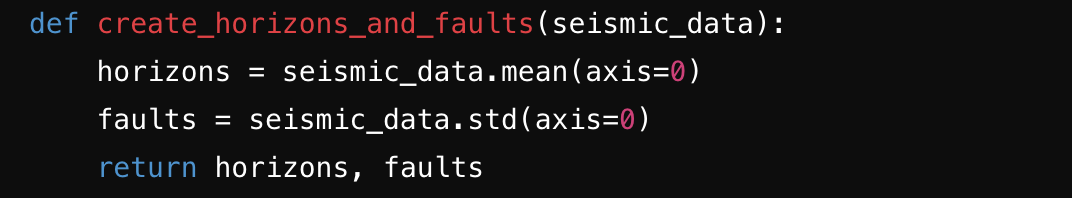 def create_horizons_and_faults(seismic_data):
    horizons = seismic_data.mean(axis=0)
    faults = seismic_data.std(axis=0)
    return horizons, faults